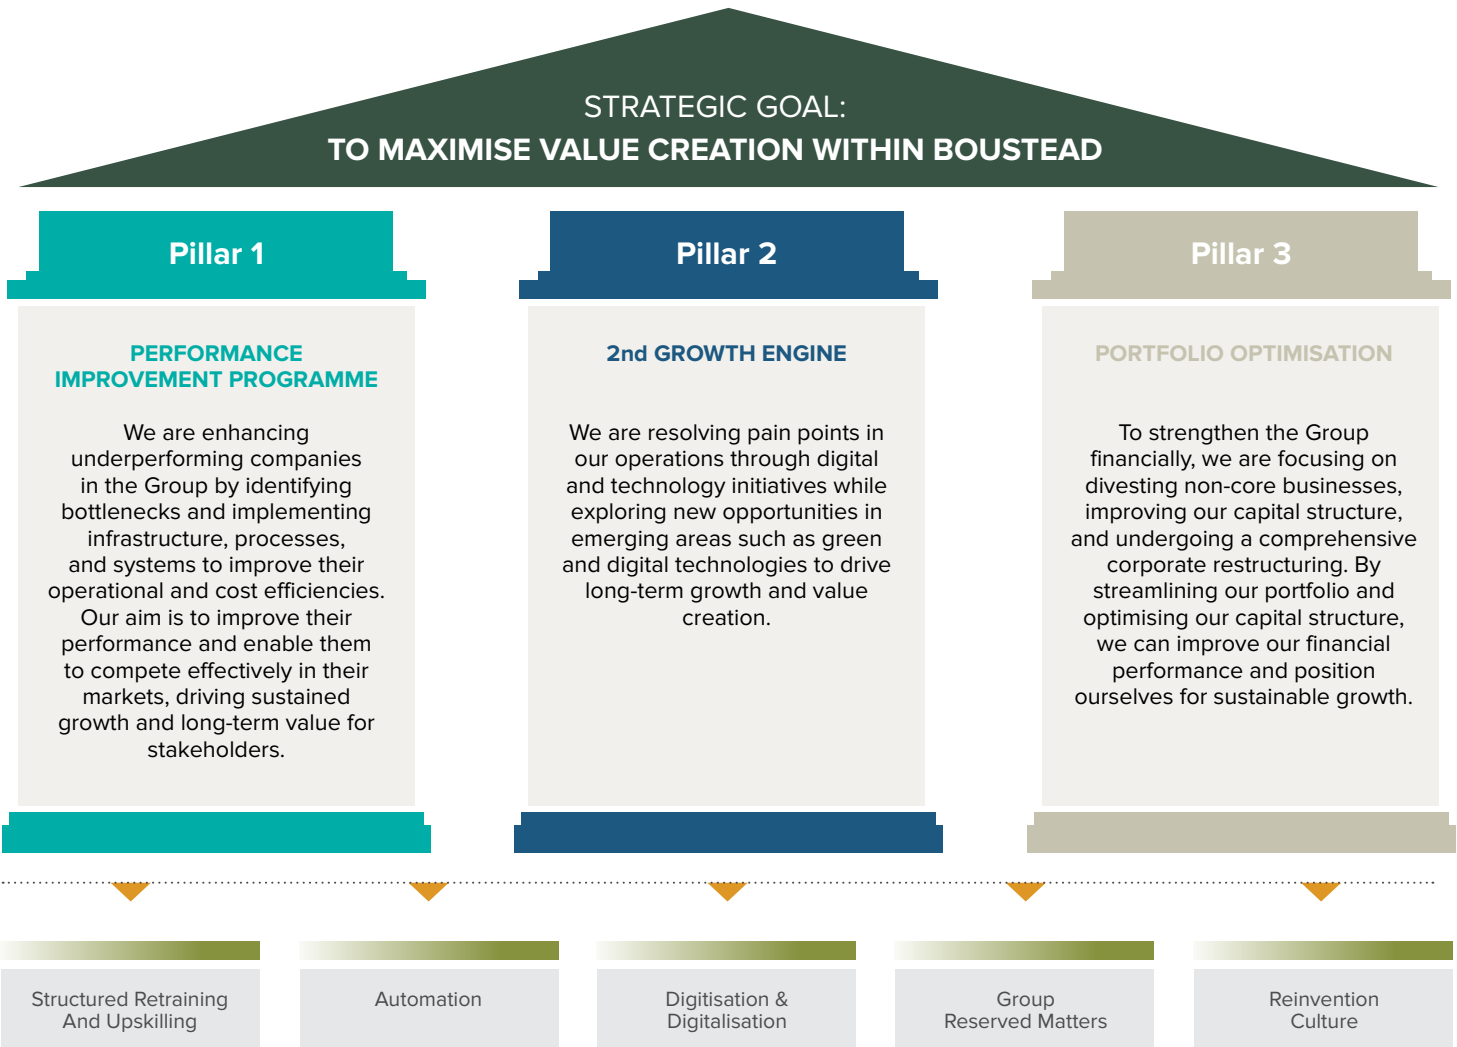 STRATEGIC GOAL:
TO MAXIMISE VALUE CREATION WITHIN BOUSTEAD
Pillar 1
PERFORMANCE
IMPROVEMENT PROGRAMME
We are enhancing
underperforming companies
in the Group by identifying
bottlenecks and implementing
infrastructure, processes,
and systems to improve their
operational and cost efficiencies.
Our aim is to improve their
performance and enable them
to compete effectively in their
markets, driving sustained
growth and long-term value for
stakeholders.
Pillar 2
2nd GROWTH ENGINE
We are resolving pain points in
our operations through digital
and technology initiatives while
exploring new opportunities in
emerging areas such as green
and digital technologies to drive
long-term growth and value
creation.
Pillar 3
PORTFOLIO OPTIMISATION
To strengthen the Group
financially, we are focusing on
divesting non-core businesses,
improving our capital structure,
and undergoing a comprehensive
corporate restructuring. By
streamlining our portfolio and
optimising our capital structure,
we can improve our financial
performance and position
ourselves for sustainable growth.
Structured Retraining
And Upskilling
Automation
Digitisation &
Digitalisation
Group
Reserved Matters
Reinvention
Culture